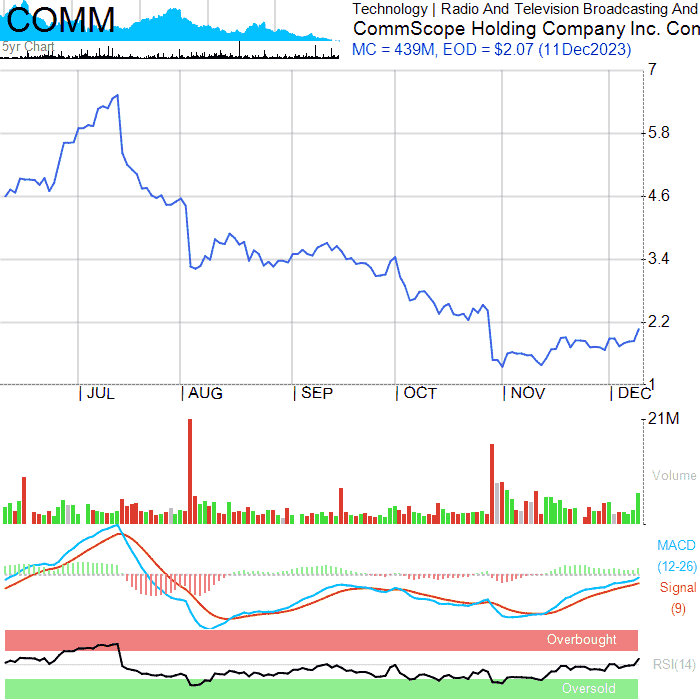 COMM
5yr Chart
Technology | Radio And Television Broadcasting And
CommScope Holding Company Inc. Con
MC = 439M, EOD = $2.07 (11Dec2023)
7
5.8
4.6
3.4
2.2
1
| JUL | AUG | SEP | OCT | NOV | DEC
21M
Volume
MACD
(12-26)
Signal
(9)
Overbought
RSI(14)
Oversold